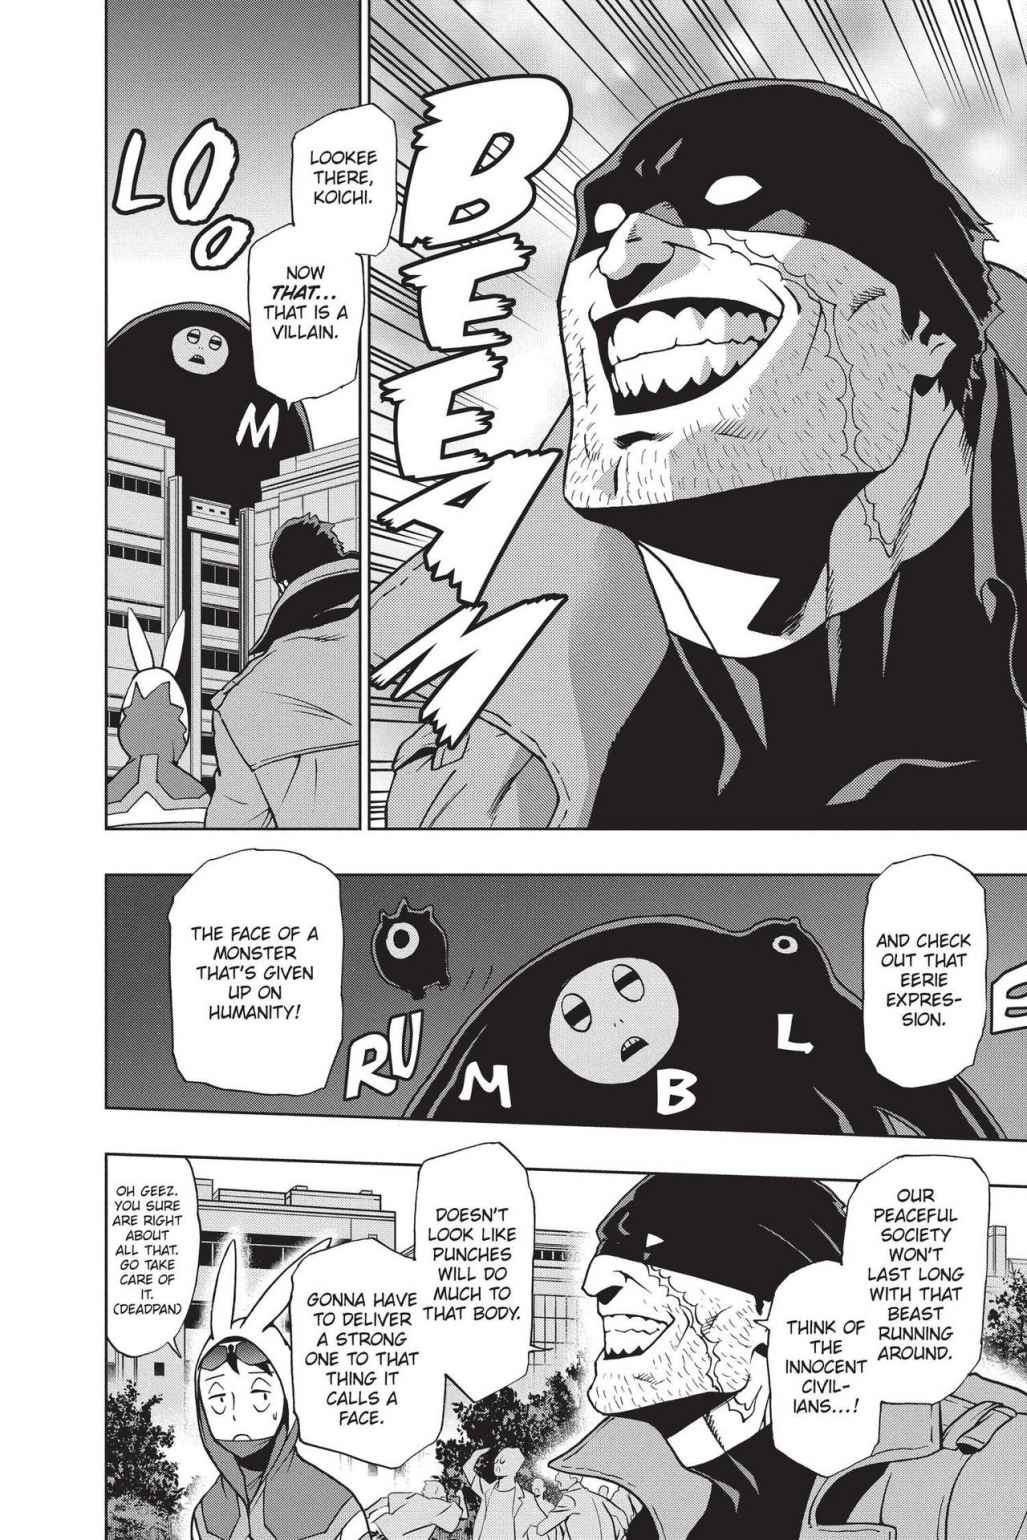 BEEAM
LOOKEE
THERE,
KOICHI.
NOW
THAT...
THAT IS A
VILLAIN.
LOOM
AND CHECK
OUT THAT
EERIE
EXPRES-
SION.
RUMBL
THE FACE OF A
MONSTER
THAT'S GIVEN
UP ON
HUMANITY!
OUR
PEACEFUL
SOCIETY
WON'T
LAST LONG
WITH THAT
BEAST
RUNNING
AROUND.
THINK OF
THE
INNOCENT
CIVIL-
IANS...!
DOESN'T
LOOK LIKE
PUNCHES
WILL DO
MUCH TO
THAT BODY.
GONNA HAVE
TO DELIVER
A STRONG
ONE TO THAT
THING IT
CALLS A
FACE.
OH GEEZ.
YOU SURE
ARE RIGHT
ABOUT
ALL THAT.
GO TAKE
CARE OF
IT.
(DEADPAN)